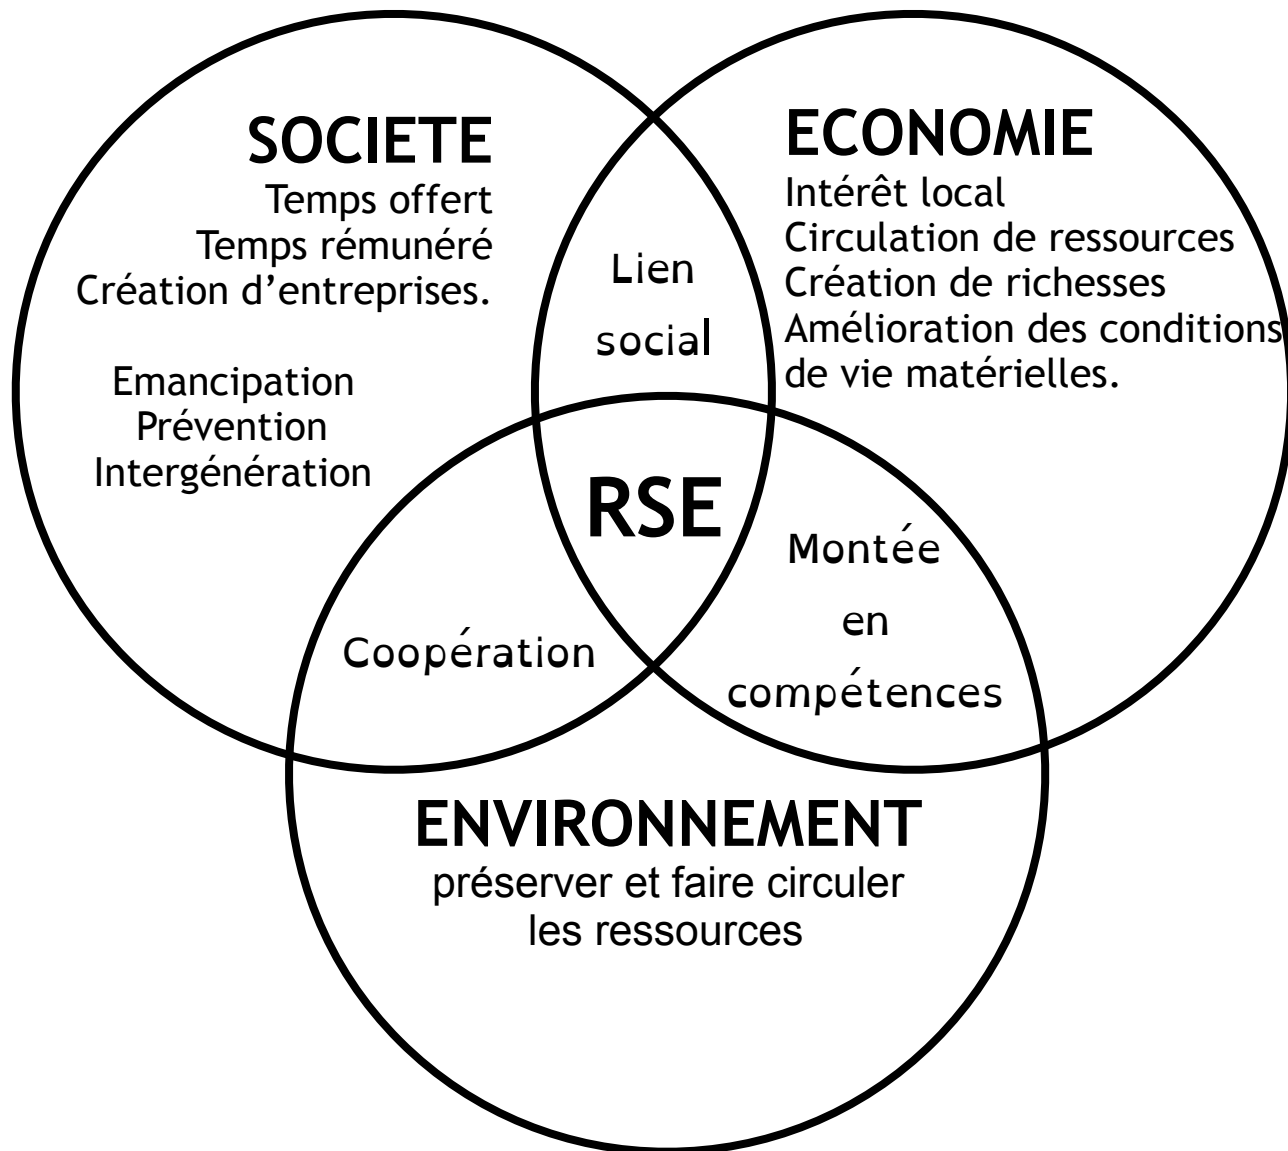 SOCIETE
Temps offert
Temps rémunéré
Création d’entreprises.
Emancipation
Prévention
Intergénération
ECONOMIE
Intérêt local
Circulation de ressources
Création de richesses
Amélioration des conditions
de vie matérielles.
Lien
social
RSE
Coopération
Montée
en
compétences
ENVIRONNEMENT
préserver et faire circuler
les ressources